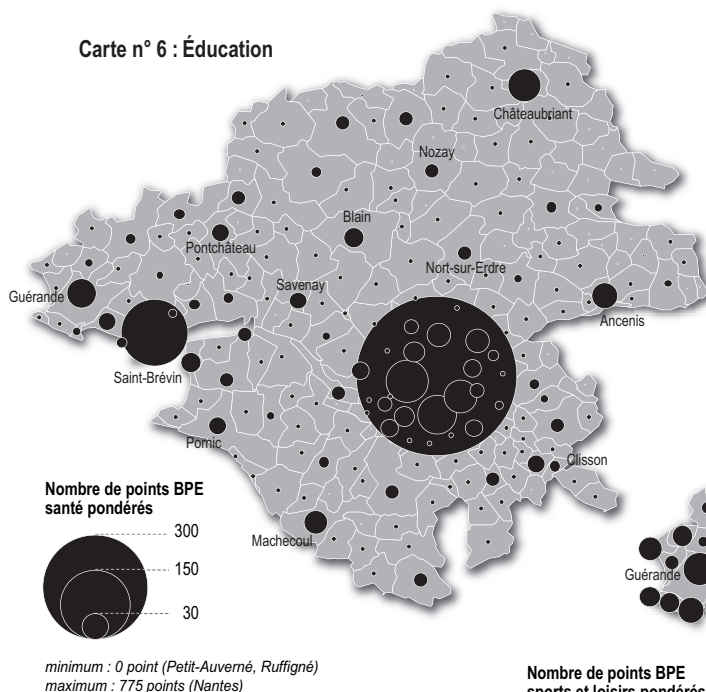 Carte n° 6 : Éducation
Châteaubriant
Nozay
Blain
Pontchâteau
Nort-sur-Erdre
Savenay
Guérande
Ancenis
Saint-Brévin
Pornic
Clisson
Machecoul
Nombre de points BPE
santé pondérés
300
150
30
Guérande
minimum : 0 point (Petit-Auverné, Ruffigné)
maximum : 775 points (Nantes)
Nombre de points BPE
sports et loisirs pondérés